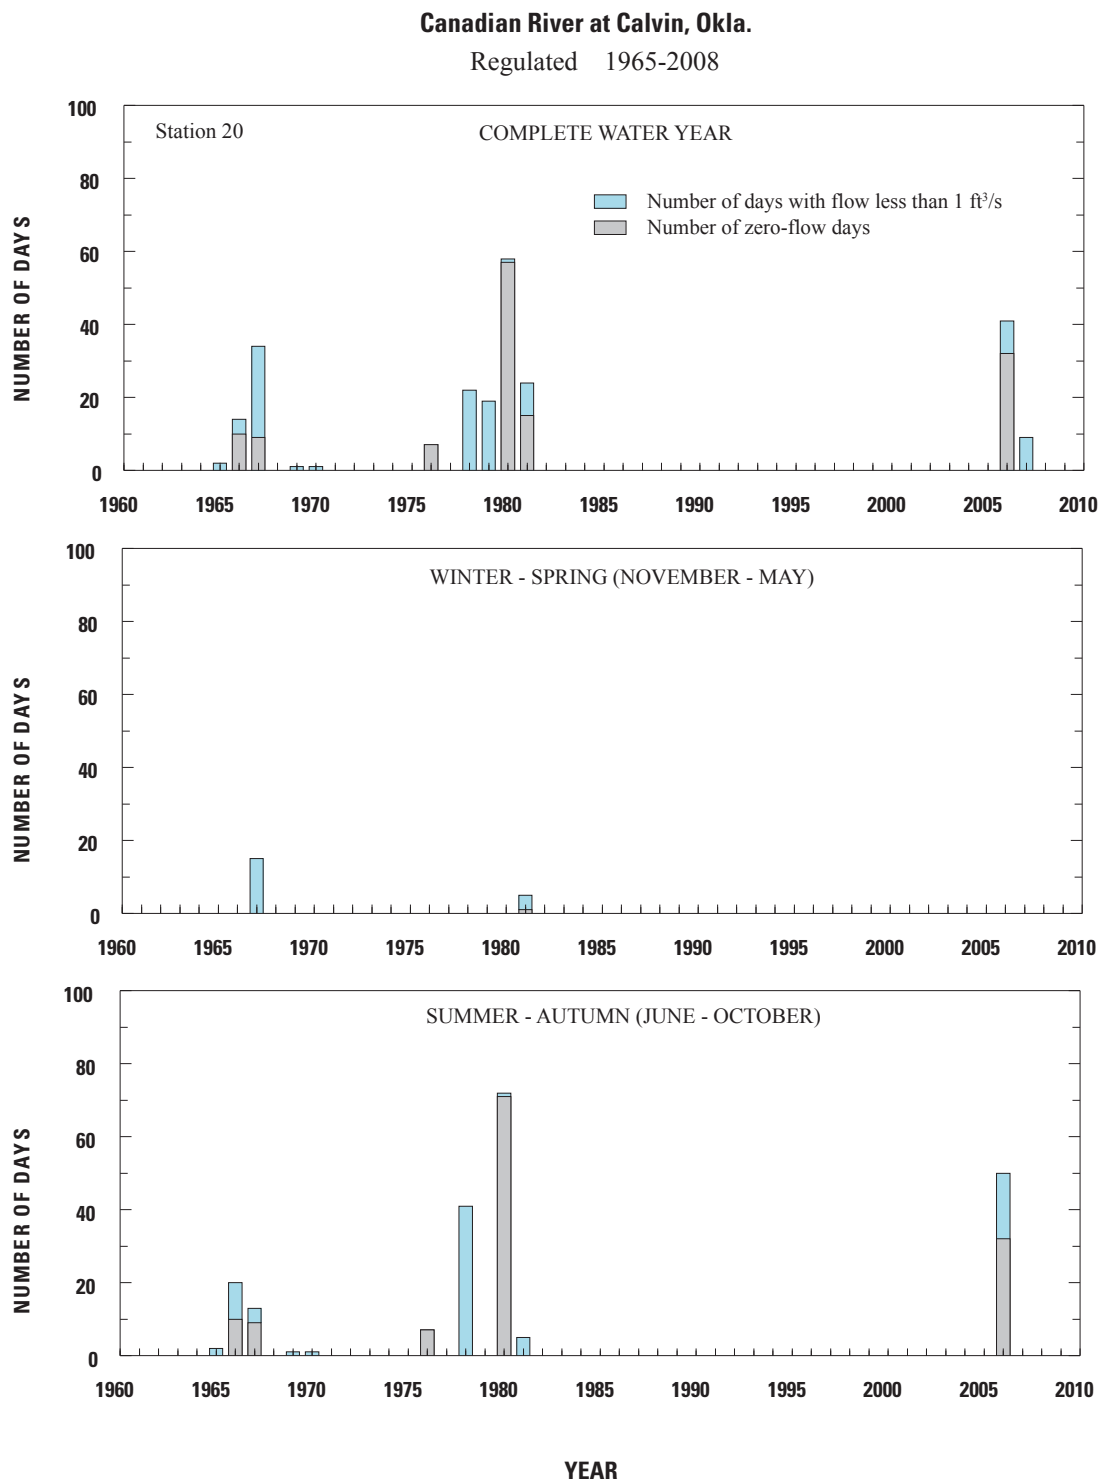 Canadian River at Calvin, Okla.
Regulated 1965-2008
Station 20
COMPLETE WATER YEAR
Number of days with flow less than 1 ft³/s
Number of zero-flow days
NUMBER OF DAYS
100
80
60
40
20
0
1960 1965 1970 1975 1980 1985 1990 1995 2000 2005 2010
WINTER - SPRING (NOVEMBER - MAY)
NUMBER OF DAYS
100
80
60
40
20
0
1960 1965 1970 1975 1980 1985 1990 1995 2000 2005 2010
SUMMER - AUTUMN (JUNE - OCTOBER)
NUMBER OF DAYS
100
80
60
40
20
0
1960 1965 1970 1975 1980 1985 1990 1995 2000 2005 2010
YEAR